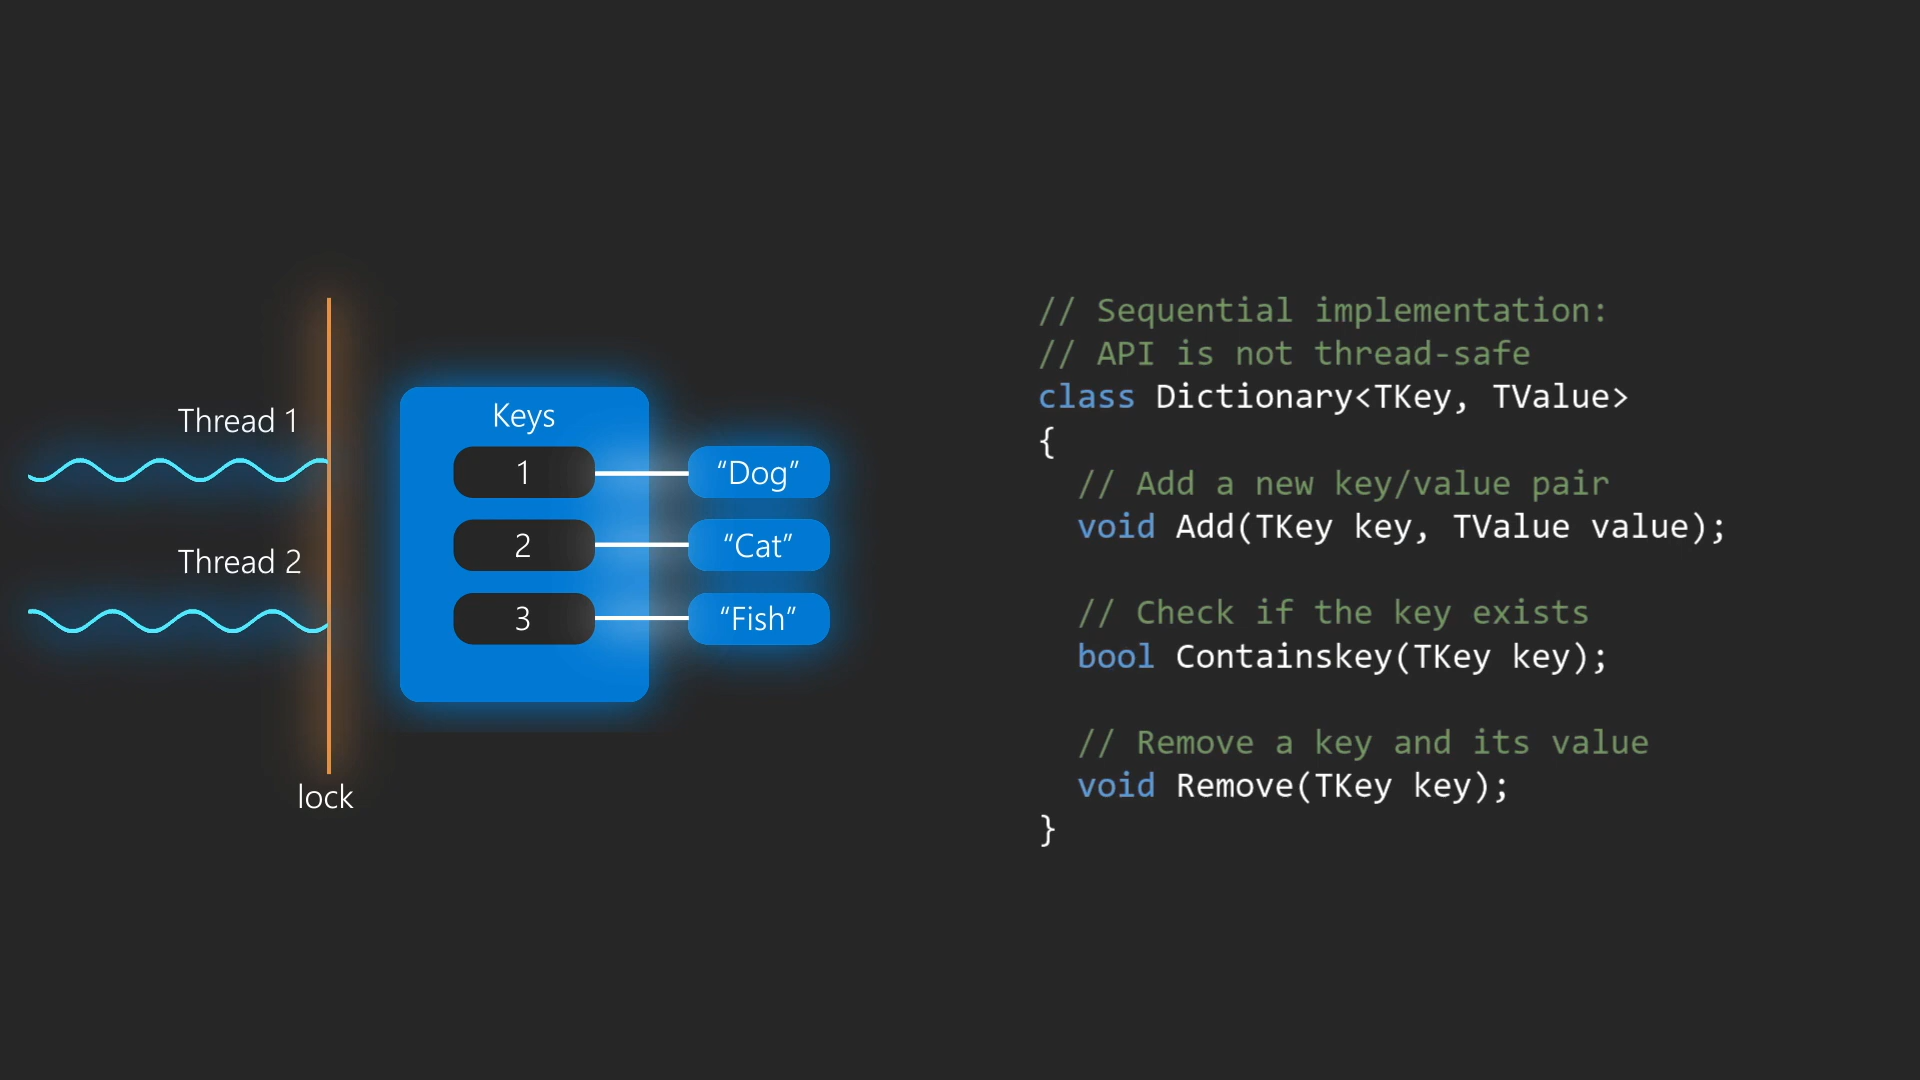 Thread 1
Thread 2
lock
Keys
1
“Dog”
2
“Cat”
3
“Fish”
// Sequential implementation:
// API is not thread-safe
class Dictionary<TKey, TValue>
{
// Add a new key/value pair
void Add(TKey key, TValue value);
// Check if the key exists
bool Containskey(TKey key);
// Remove a key and its value
void Remove(TKey key);
}